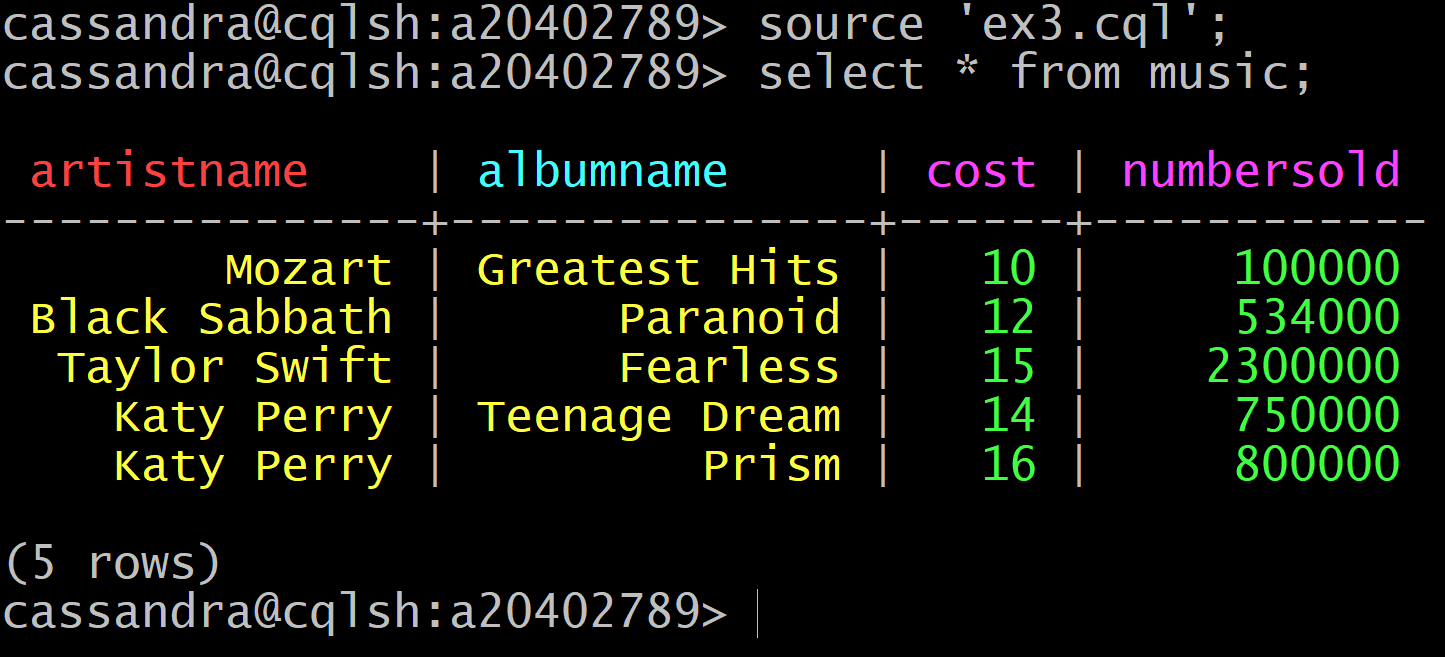 cassandra@cqlsh:a20402789> source 'ex3.cql';
cassandra@cqlsh:a20402789> select * from music;
 artistname    | albumname     | cost | numbersold
---------------+---------------+------+------------
        Mozart | Greatest Hits |   10 |     100000
 Black Sabbath |      Paranoid |   12 |     534000
  Taylor Swift |      Fearless |   15 |    2300000
    Katy Perry | Teenage Dream |   14 |     750000
    Katy Perry |         Prism |   16 |     800000
(5 rows)
cassandra@cqlsh:a20402789>